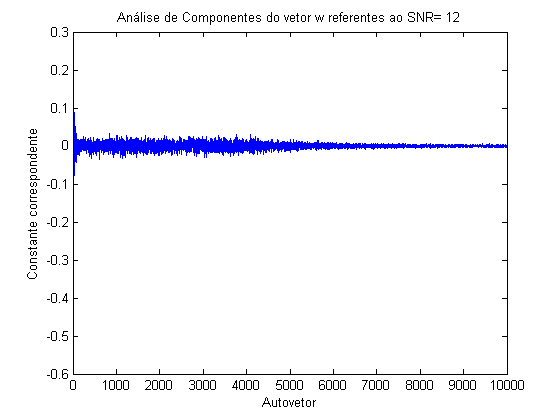 Análise de Componentes do vetor w referentes ao SNR= 12
0.3
0.2
0.1
0
-0.1
-0.2
-0.3
-0.4
-0.5
-0.6
Constante correspondente
0 1000 2000 3000 4000 5000 6000 7000 8000 9000 10000
Autovetor